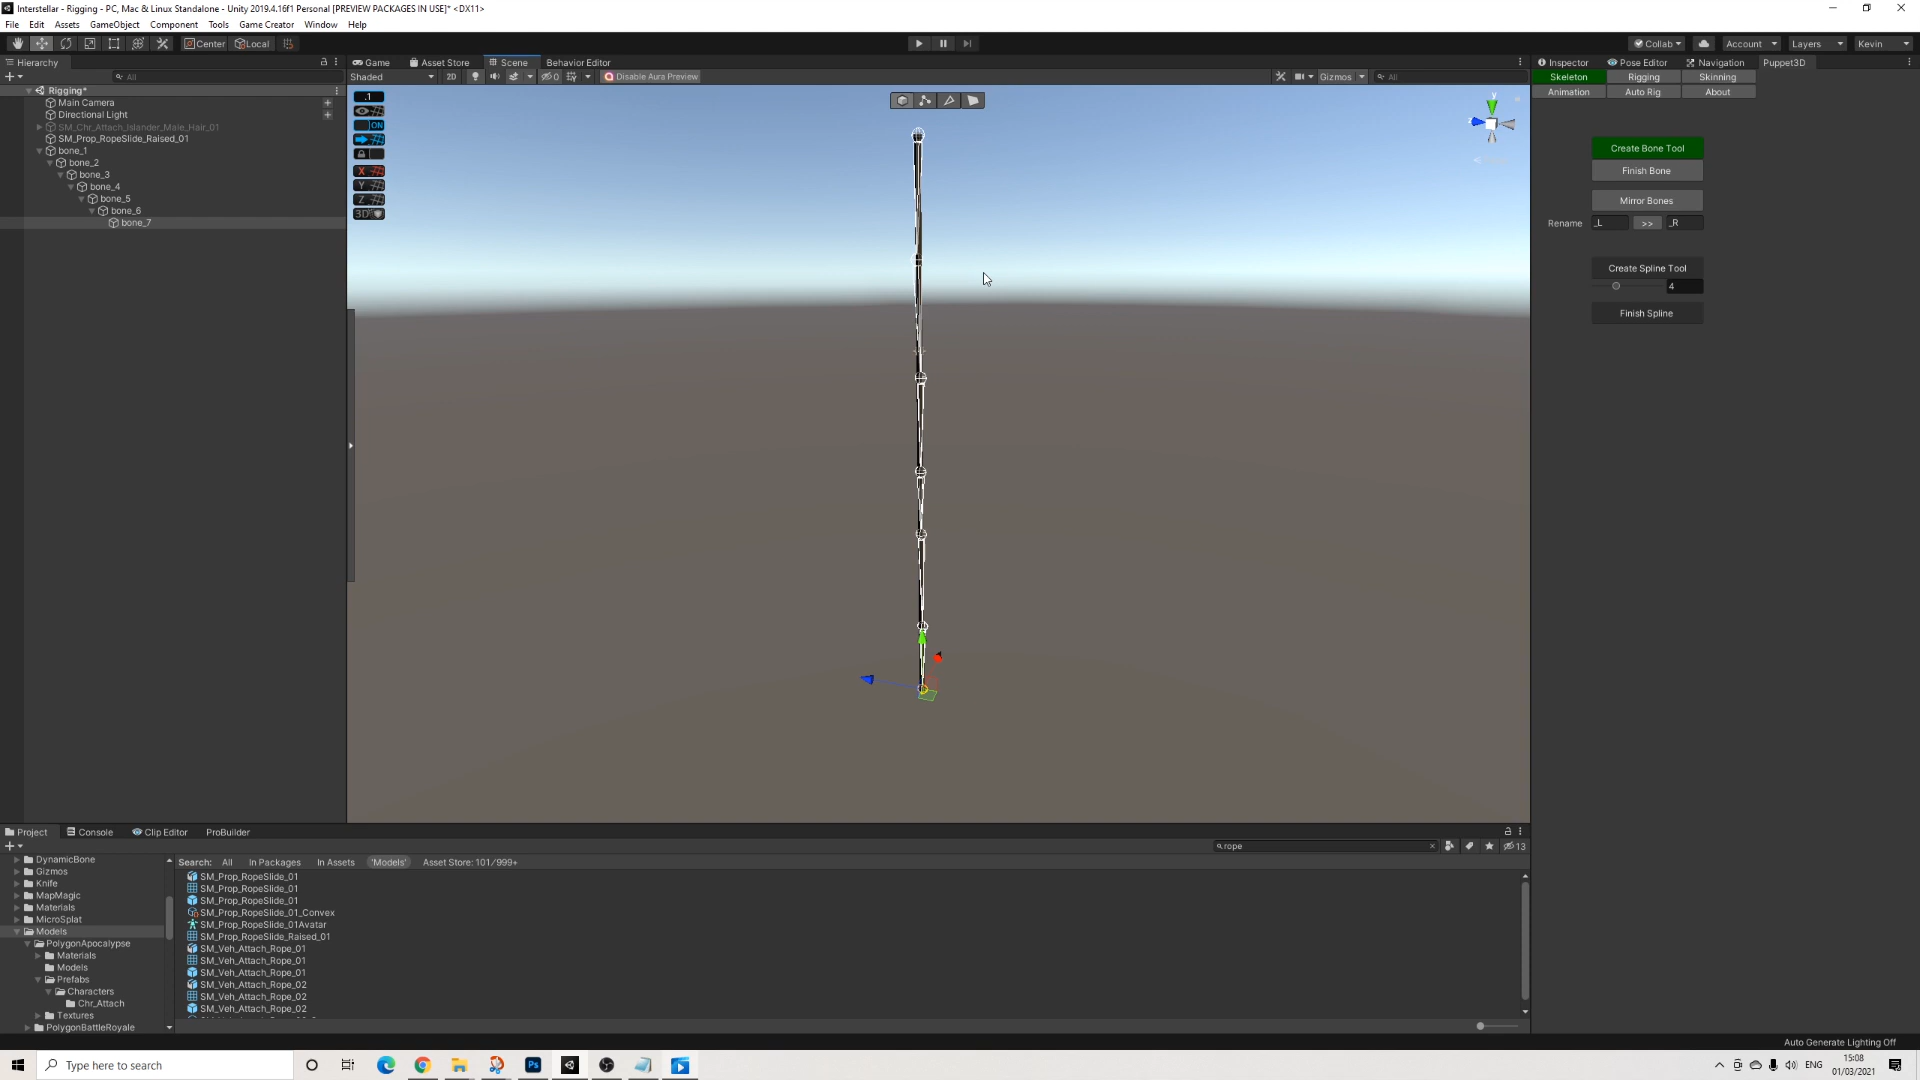 Interstellar - Rigging - PC, Mac & Linux Standalone - Unity 2019.4.16f1 Personal [PREVIEW PACKAGES IN USE]* <DX11>
File Edit Assets GameObject Component Tools Game Creator Window Help
Center Local Collab Account Layers Kevin
Hierarchy Game Asset Store Scene Behavior Editor Inspector Pose Editor Navigation Puppet3D
All Shaded 2D 0 Disable Aura Preview Gizmos All Skeleton Rigging Skinning
Animation Auto Rig About
Rigging*
Main Camera
Directional Light
SM_Chr_Attach_Islander_Male_Hair_01
SM_Prop_RopeSlide_Raised_01
bone_1
bone_2
bone_3
bone_4
bone_5
bone_6
bone_7
.1
ON
X
Y
Z
3D
y
z
Create Bone Tool
Finish Bone
Mirror Bones
Rename _L >> _R
Create Spline Tool
4
Finish Spline
Project Console Clip Editor ProBuilder
rope 13
Search: All In Packages In Assets 'Models' Asset Store: 101/999+
DynamicBone
Gizmos
Knife
MapMagic
Materials
MicroSplat
Models
PolygonApocalypse
Materials
Models
Prefabs
Characters
Chr_Attach
Textures
PolygonBattleRoyale
SM_Prop_RopeSlide_01
SM_Prop_RopeSlide_01
SM_Prop_RopeSlide_01
SM_Prop_RopeSlide_01_Convex
SM_Prop_RopeSlide_01Avatar
SM_Prop_RopeSlide_Raised_01
SM_Veh_Attach_Rope_01
SM_Veh_Attach_Rope_01
SM_Veh_Attach_Rope_01
SM_Veh_Attach_Rope_02
SM_Veh_Attach_Rope_02
SM_Veh_Attach_Rope_02
Auto Generate Lighting Off
Type here to search
Ps
ENG
15:08
01/03/2021